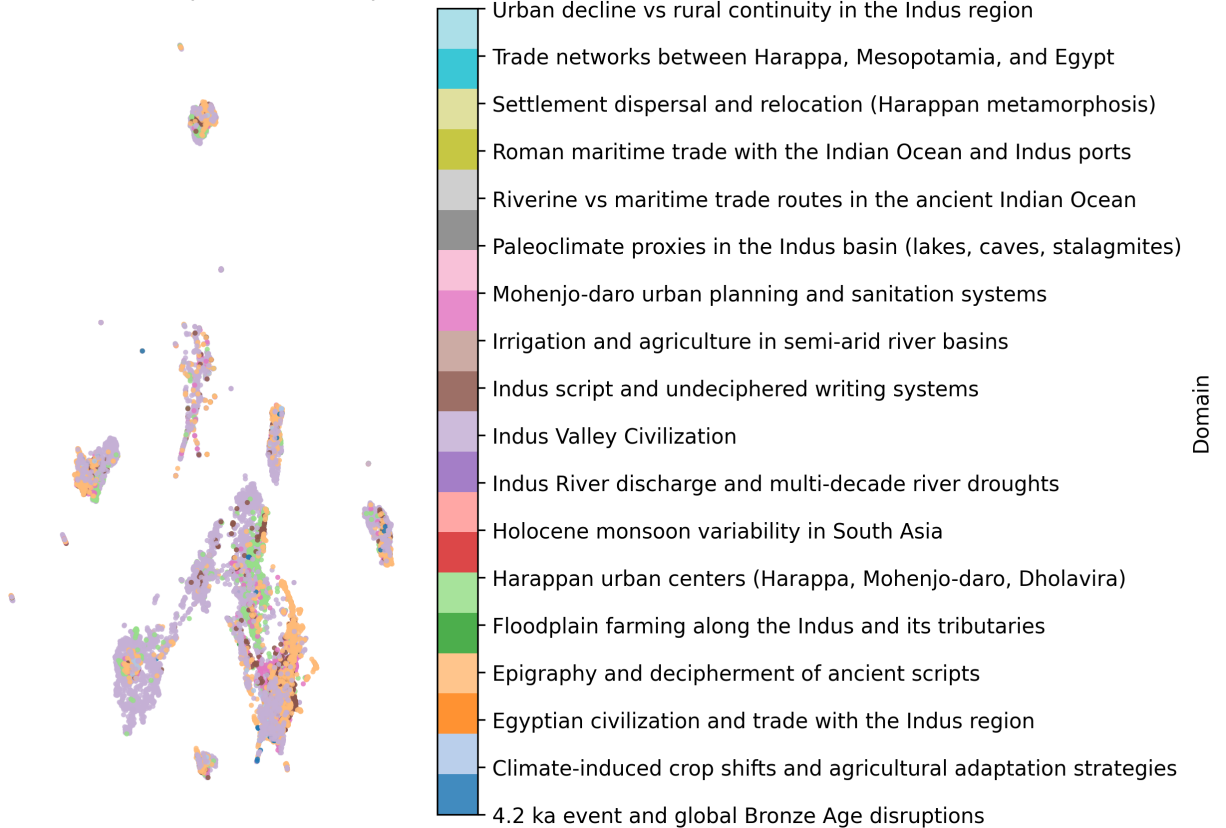 Urban decline vs rural continuity in the Indus region
Trade networks between Harappa, Mesopotamia, and Egypt
Settlement dispersal and relocation (Harappan metamorphosis)
Roman maritime trade with the Indian Ocean and Indus ports
Riverine vs maritime trade routes in the ancient Indian Ocean
Paleoclimate proxies in the Indus basin (lakes, caves, stalagmites)
Mohenjo-daro urban planning and sanitation systems
Irrigation and agriculture in semi-arid river basins
Indus script and undeciphered writing systems
Indus Valley Civilization
Indus River discharge and multi-decade river droughts
Holocene monsoon variability in South Asia
Harappan urban centers (Harappa, Mohenjo-daro, Dholavira)
Floodplain farming along the Indus and its tributaries
Epigraphy and decipherment of ancient scripts
Egyptian civilization and trade with the Indus region
Climate-induced crop shifts and agricultural adaptation strategies
4.2 ka event and global Bronze Age disruptions
Domain